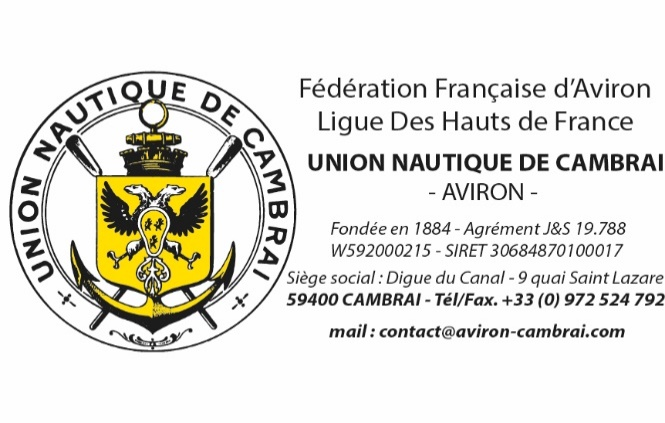 UNION NAUTIQUE DE CAMBRAI
Fédération Française d'Aviron
Ligue Des Hauts de France
UNION NAUTIQUE DE CAMBRAI
- AVIRON -
Fondée en 1884 - Agrément J&S 19.788
W592000215 - SIRET 30684870100017
Siège social : Digue du Canal - 9 quai Saint Lazare
59400 CAMBRAI - Tél/Fax. +33 (0) 972 524 792
mail : contact@aviron-cambrai.com